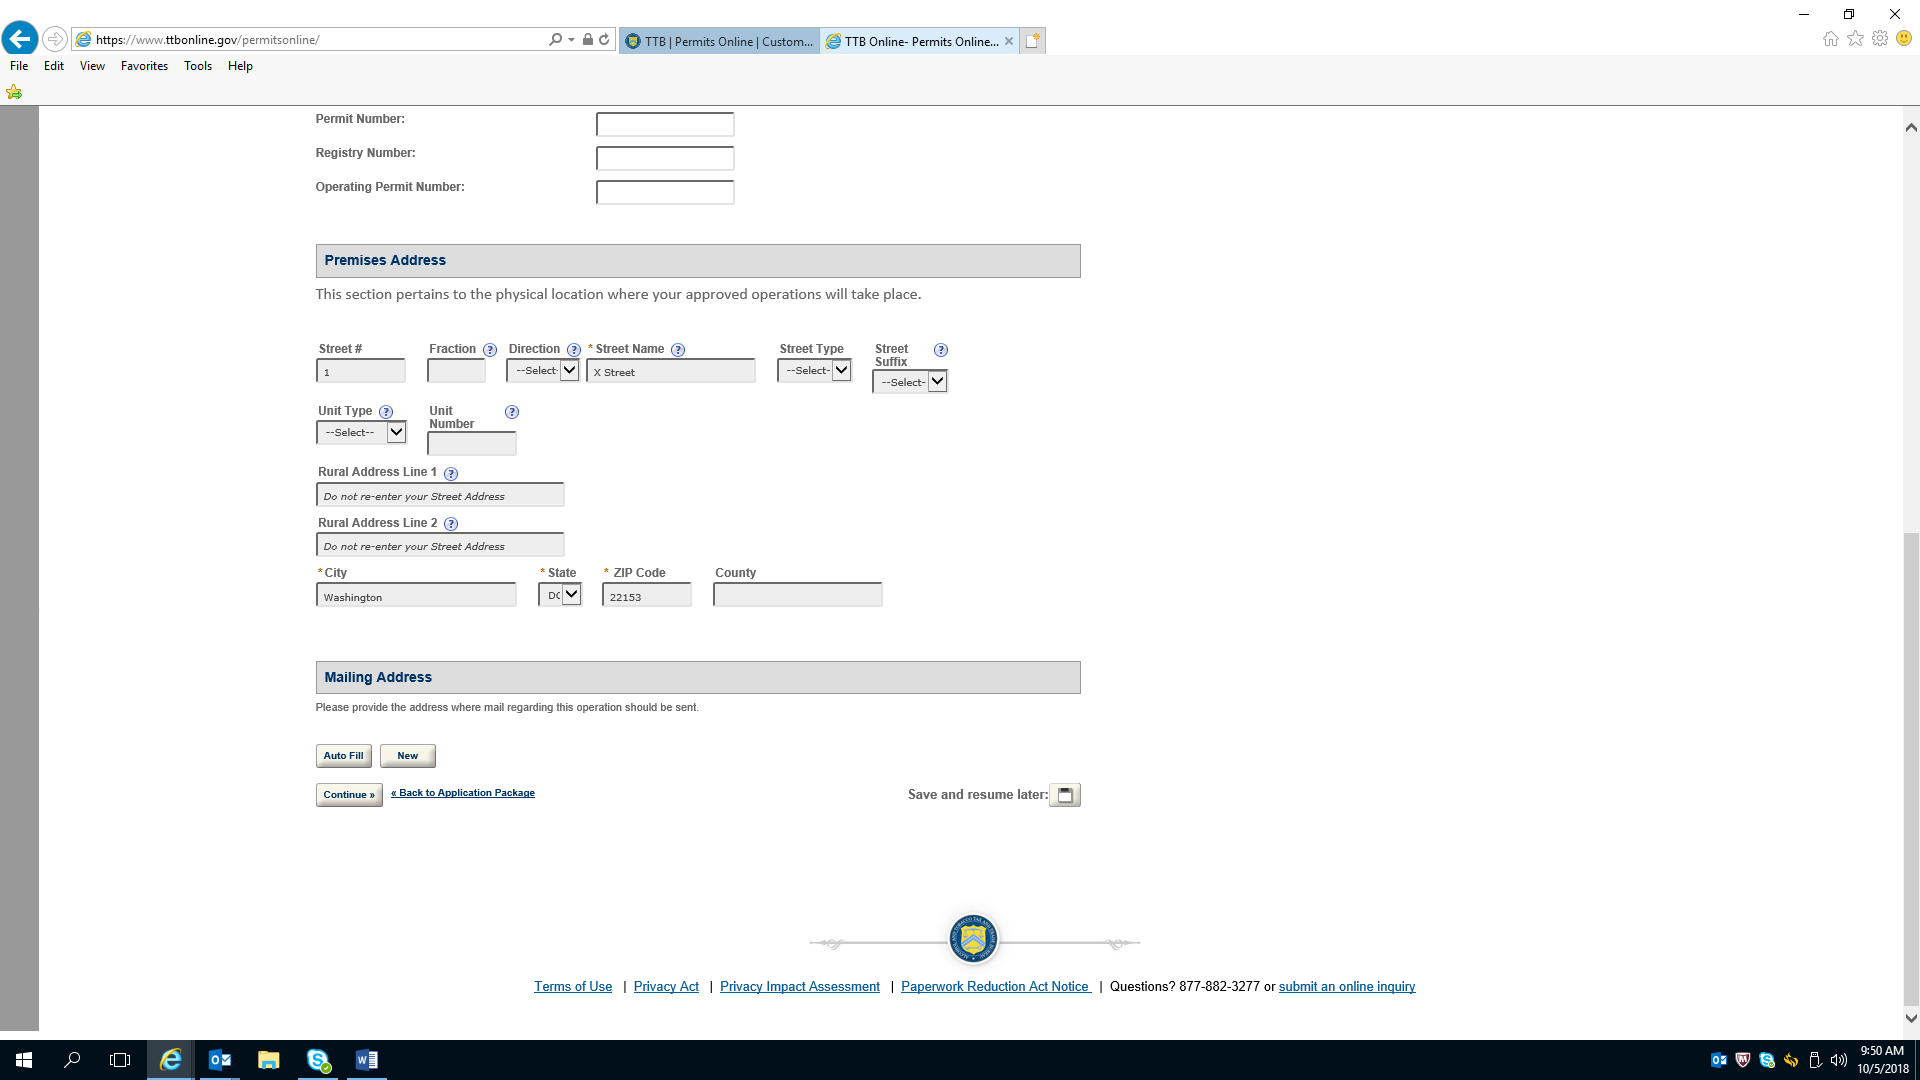 https://www.ttbonline.gov/permitsonline/
TTB | Permits Online | Custom...
TTB Online- Permits Online...
File Edit View Favorites Tools Help
Permit Number:
Registry Number:
Operating Permit Number:
Premises Address
This section pertains to the physical location where your approved operations will take place.
Street # Fraction ? Direction ? * Street Name ? Street Type Street Suffix ?
1 --Select- X Street --Select- --Select-
Unit Type ? Unit Number ?
--Select--
Rural Address Line 1 ?
Do not re-enter your Street Address
Rural Address Line 2 ?
Do not re-enter your Street Address
* City * State * ZIP Code County
Washington DC 22153
Mailing Address
Please provide the address where mail regarding this operation should be sent.
Auto Fill New
Continue » « Back to Application Package Save and resume later:
Terms of Use | Privacy Act | Privacy Impact Assessment | Paperwork Reduction Act Notice | Questions? 877-882-3277 or submit an online inquiry
9:50 AM
10/5/2018